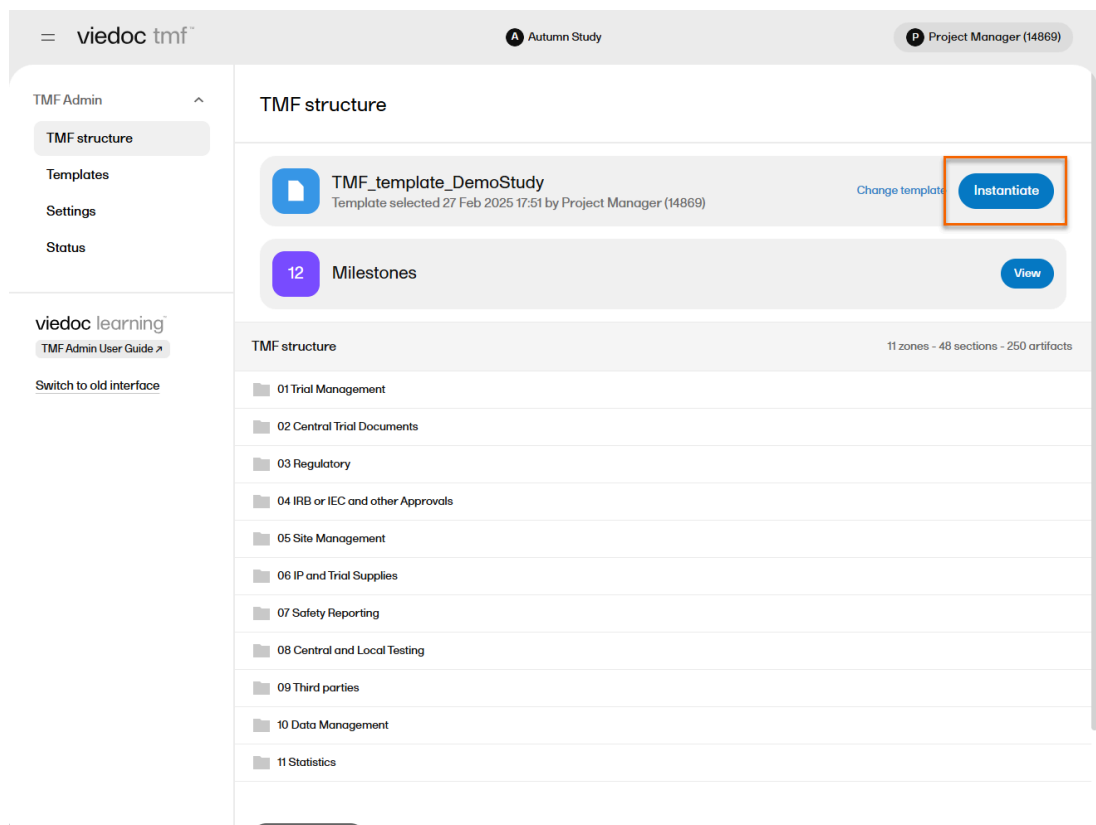 viedoc tmf™
A Autumn Study
P Project Manager (14869)
TMF Admin
TMF structure
Templates
Settings
Status
viedoc learning™
TMF Admin User Guide ↗
Switch to old interface
TMF structure
TMF_template_DemoStudy
Template selected 27 Feb 2025 17:51 by Project Manager (14869)
Change template
Instantiate
12 Milestones
View
TMF structure
11 zones - 48 sections - 250 artifacts
01 Trial Management
02 Central Trial Documents
03 Regulatory
04 IRB or IEC and other Approvals
05 Site Management
06 IP and Trial Supplies
07 Safety Reporting
08 Central and Local Testing
09 Third parties
10 Data Management
11 Statistics